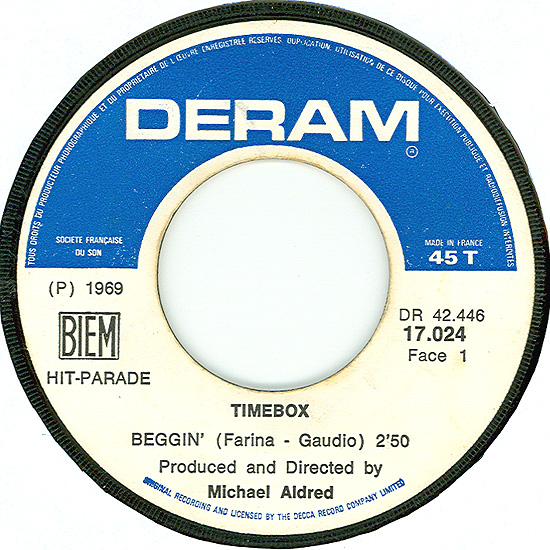 TOUS DROITS DU PRODUCTEUR PHONOGRAPHIQUE ET DU PROPRIETAIRE DE L'ŒUVRE ENREGISTREE RESERVES. DUPLICATION, UTILISATION DE CE DISQUE POUR EXECUTION PUBLIQUE ET RADIODIFFUSION INTERDITES
DERAM
SOCIETE FRANÇAISE
DU SON
MADE IN FRANCE
45 T
(P) 1969
BIEM
HIT-PARADE
DR 42.446
17.024
Face 1
TIMEBOX
BEGGIN' (Farina - Gaudio) 2'50
Produced and Directed by
Michael Aldred
ORIGINAL RECORDING AND LICENSED BY THE DECCA RECORD COMPANY LIMITED